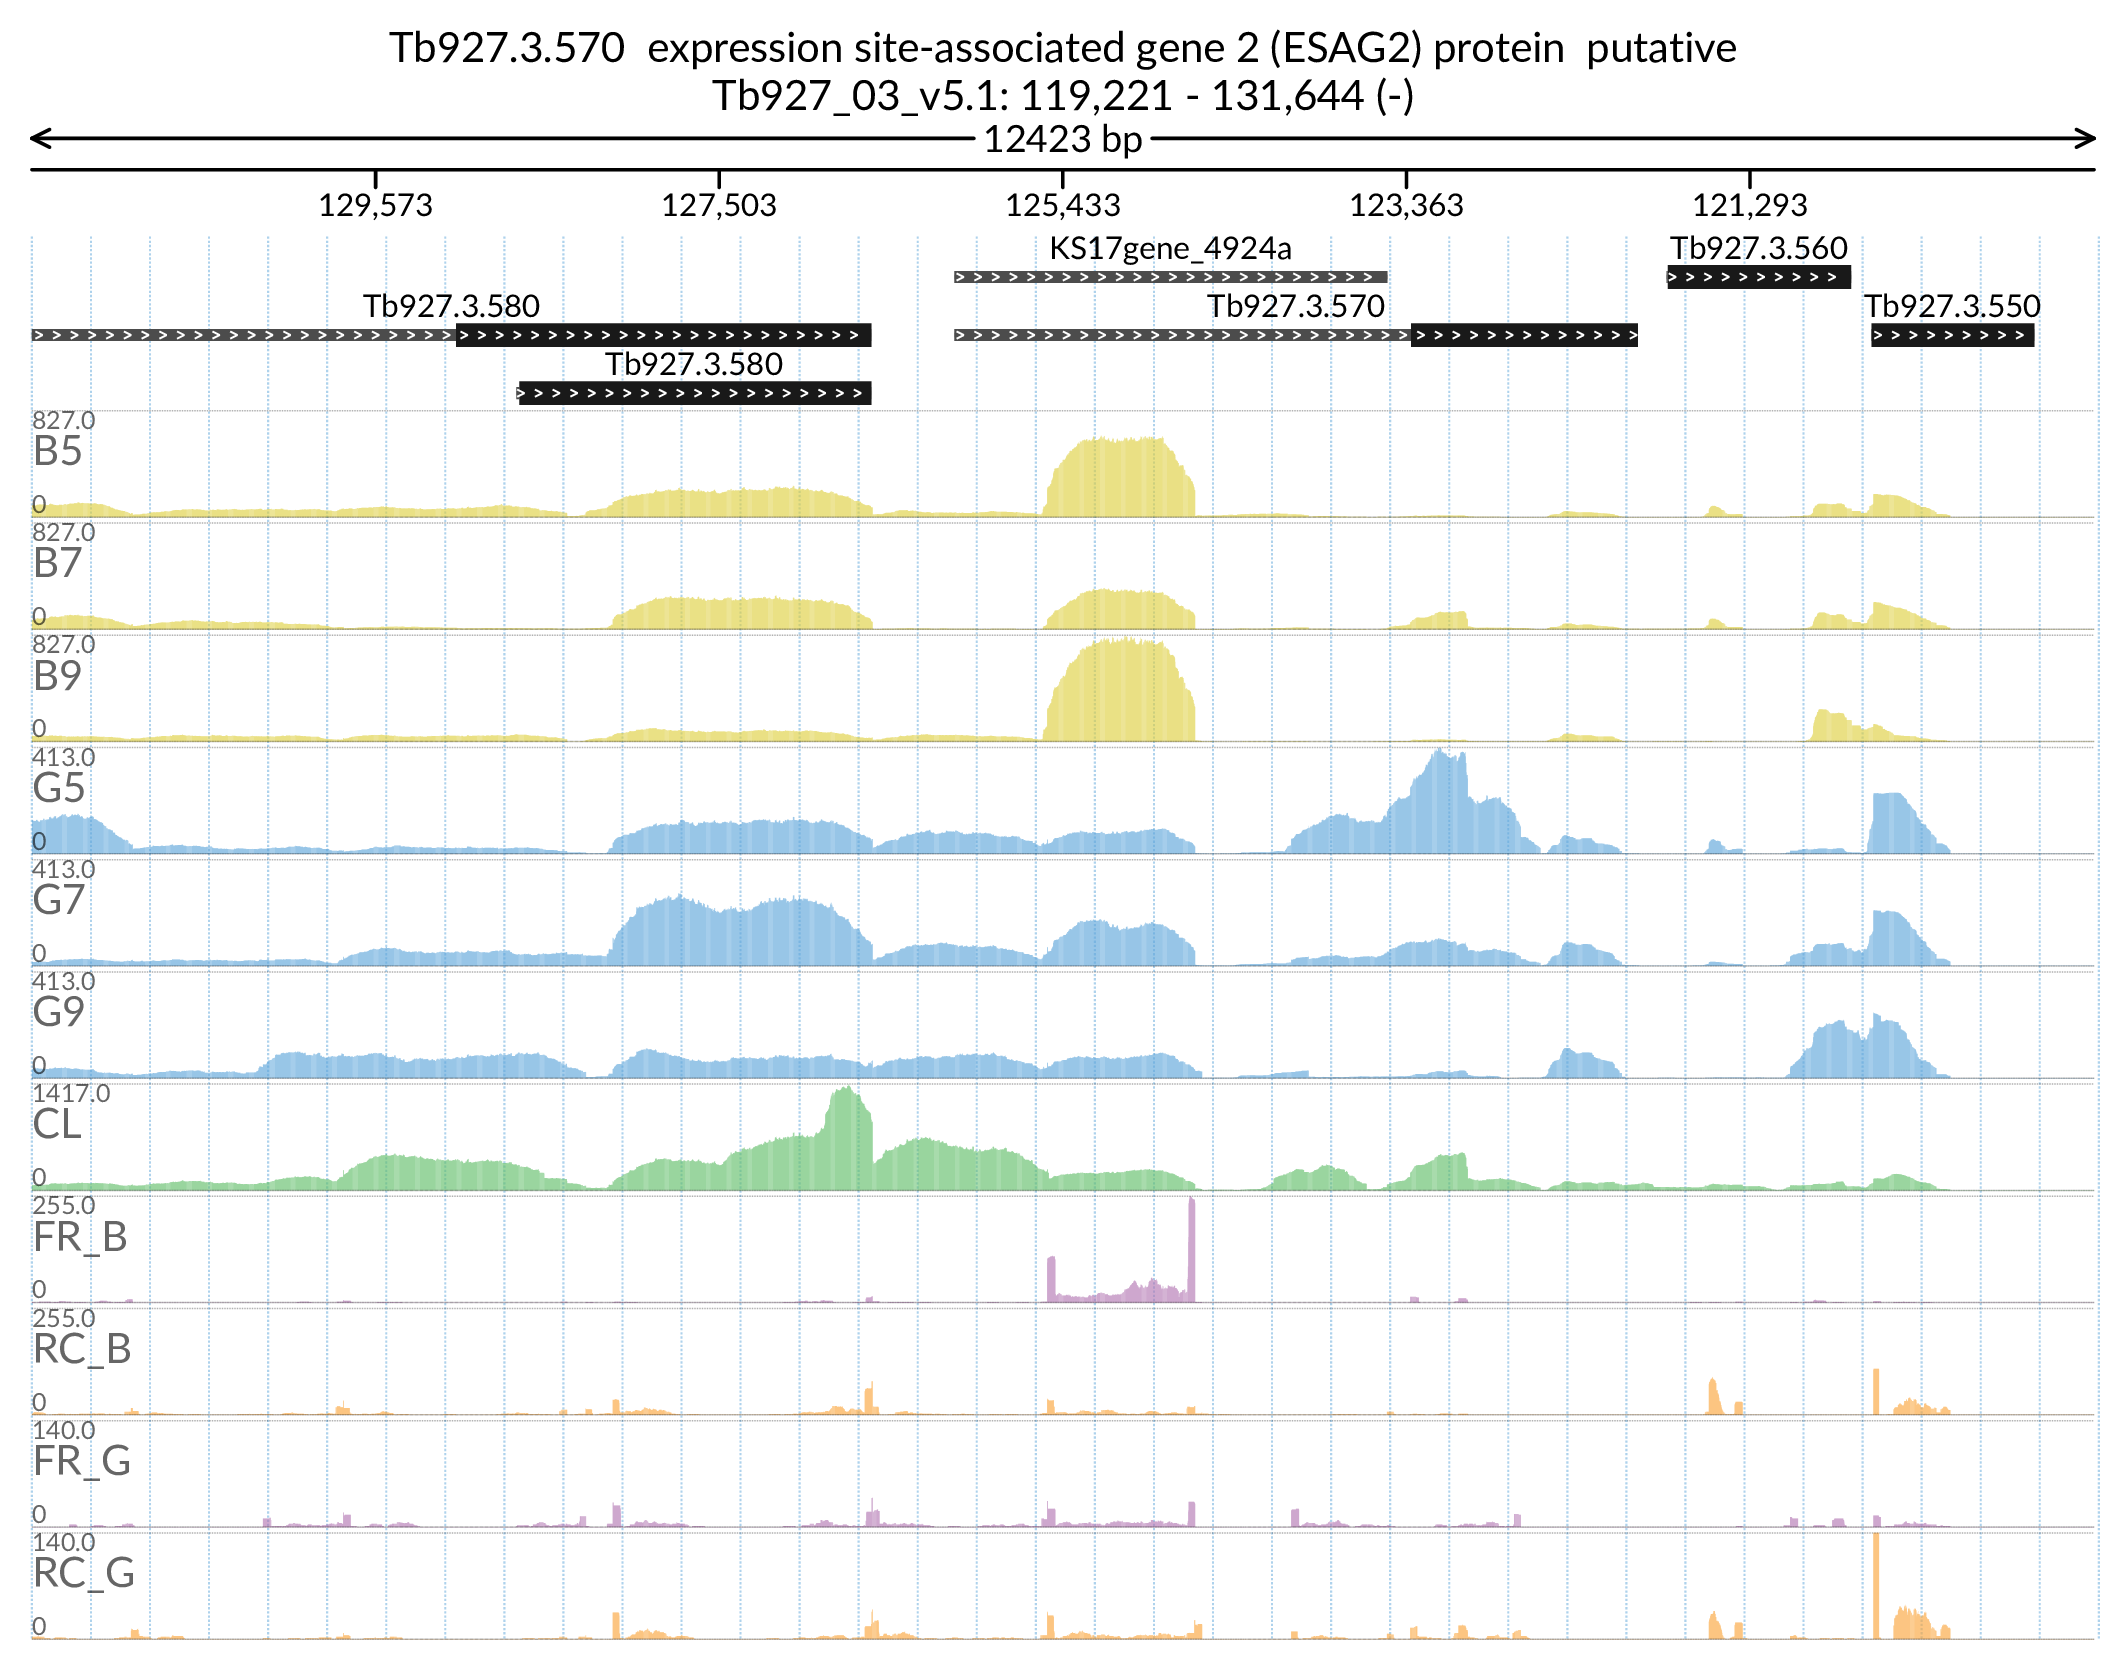 Tb927.3.570  expression site-associated gene 2 (ESAG2) protein  putative
Tb927_03_v5.1: 119,221 - 131,644 (-)
12423 bp
129,573 127,503 125,433 123,363 121,293
KS17gene_4924a Tb927.3.560
Tb927.3.580 Tb927.3.570 Tb927.3.550
Tb927.3.580
827.0
B5
0
827.0
B7
0
827.0
B9
0
413.0
G5
0
413.0
G7
0
413.0
G9
0
1417.0
CL
0
255.0
FR_B
0
255.0
RC_B
0
140.0
FR_G
0
140.0
RC_G
0